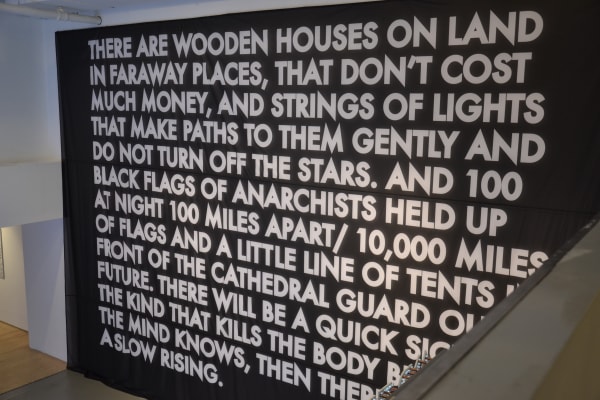 THERE ARE WOODEN HOUSES ON LAND
IN FARAWAY PLACES, THAT DON'T COST
MUCH MONEY, AND STRINGS OF LIGHTS
THAT MAKE PATHS TO THEM GENTLY AND
DO NOT TURN OFF THE STARS. AND 100
BLACK FLAGS OF ANARCHISTS HELD UP
AT NIGHT 100 MILES APART/ 10,000 MILES
OF FLAGS AND A LITTLE LINE OF TENTS
FRONT OF THE CATHEDRAL GUARD
FUTURE. THERE WILL BE A QUICK
THE KIND THAT KILLS THE BODY
THE MIND KNOWS, THEN
A SLOW RISING.